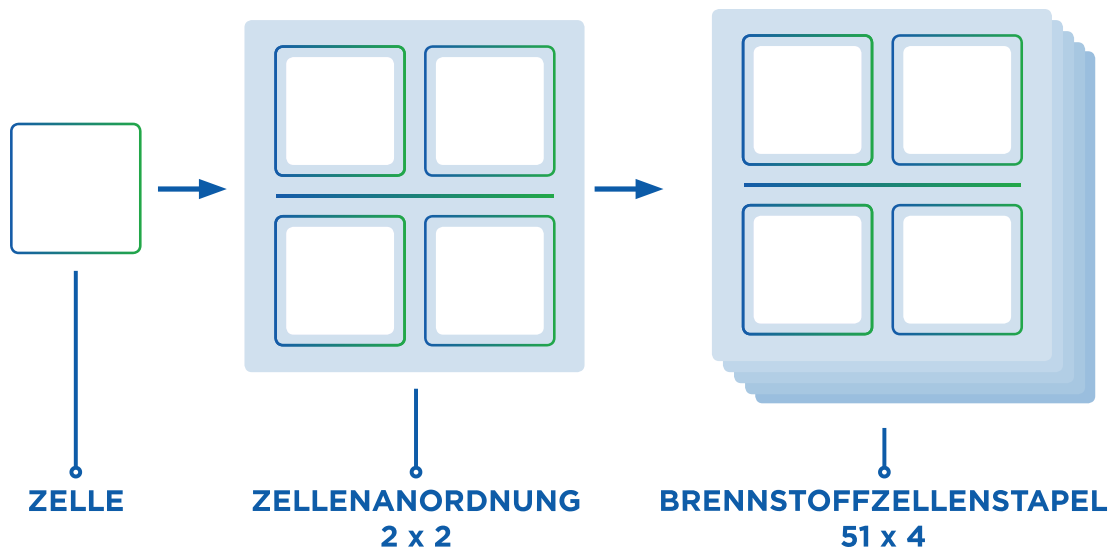 ZELLE
ZELLENANORDNUNG
2 x 2
BRENNSTOFFZELLENSTAPEL
51 x 4